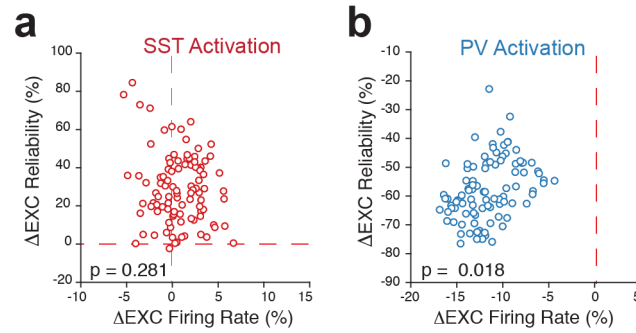 a
SST Activation
ΔEXC Reliability (%)
100
80
60
40
20
0
+20
p = 0.281
-10
-5
0
5
10
15
ΔEXC Firing Rate (%)
b
PV Activation
ΔEXC Reliability (%)
-10
-20
-30
-40
-50
-60
-70
-80
-90
p = 0.018
-20
-15
-10
-5
0
5
ΔEXC Firing Rate (%)